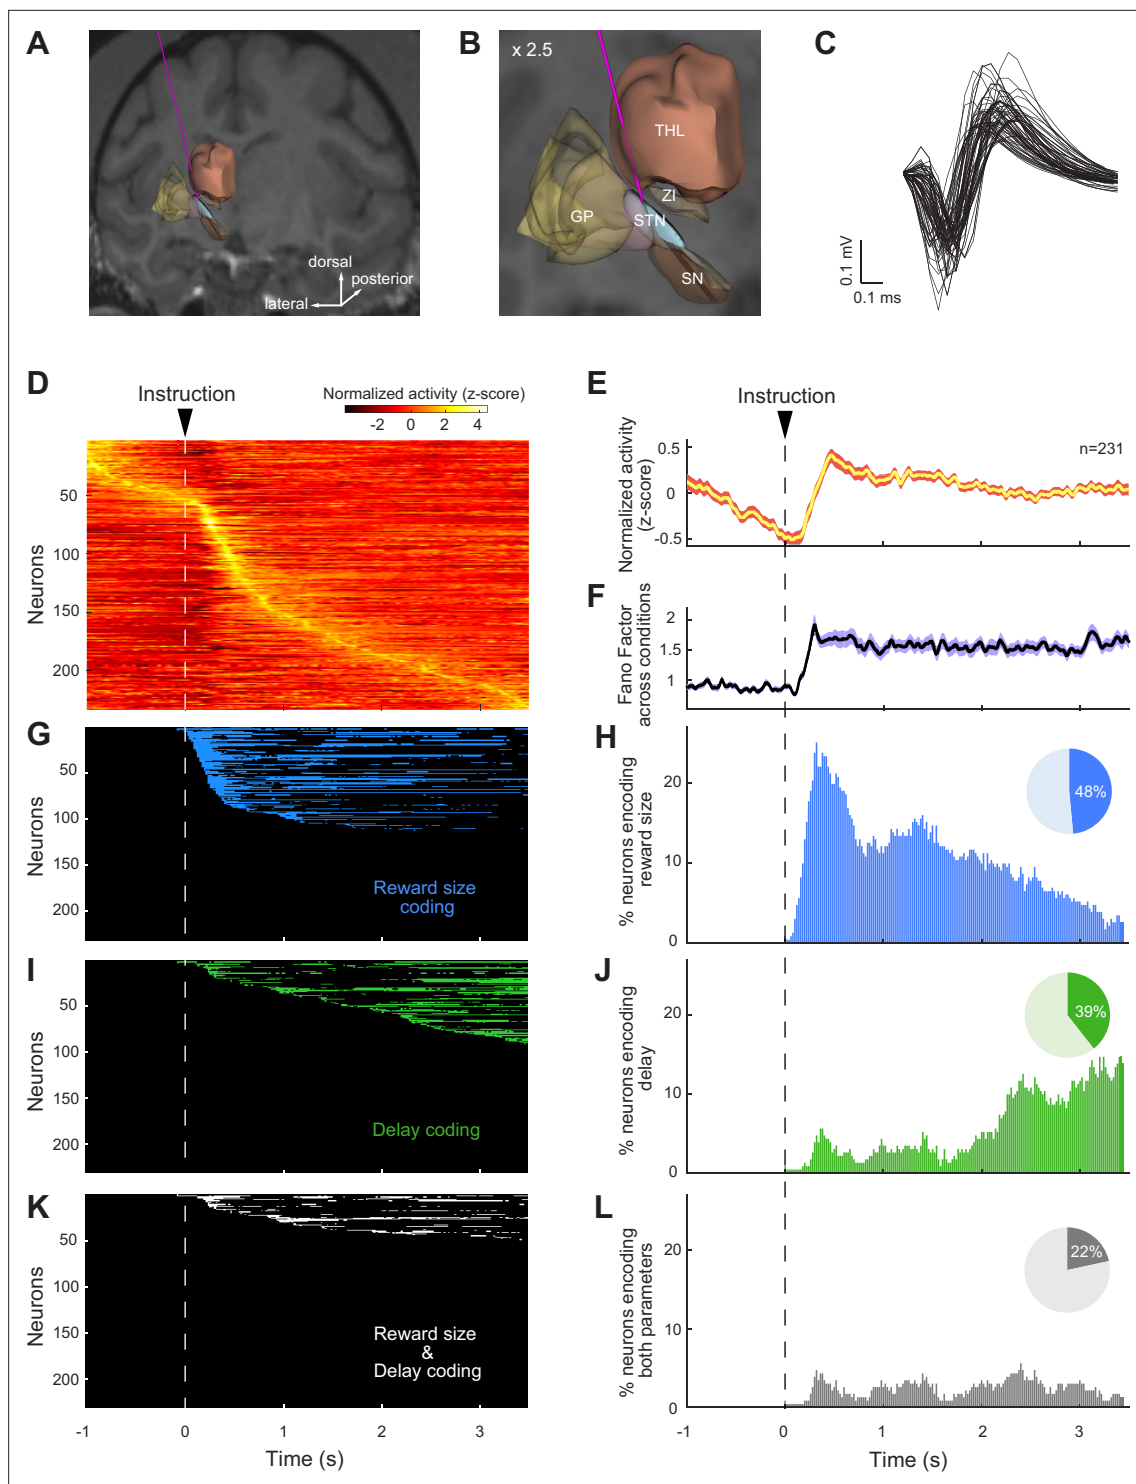 A
dorsal
posterior
lateral
B
x 2.5
THL
ZI
GP
STN
SN
C
0.1 mV
0.1 ms
D
Instruction
Normalized activity (z-score)
-2
0
2
4
Neurons
50
100
150
200
E
Instruction
n=231
Normalized activity
(z-score)
0.5
0
-0.5
F
Fano Factor
across conditions
2
1.5
1
G
Neurons
50
100
150
200
Reward size
coding
H
% neurons encoding
reward size
20
10
0
48%
I
Neurons
50
100
150
200
Delay coding
J
% neurons encoding
delay
20
10
0
39%
K
Neurons
50
100
150
200
Reward size
&
Delay coding
-1
0
1
2
3
Time (s)
L
% neurons encoding
both parameters
20
10
0
22%
-1
0
1
2
3
Time (s)